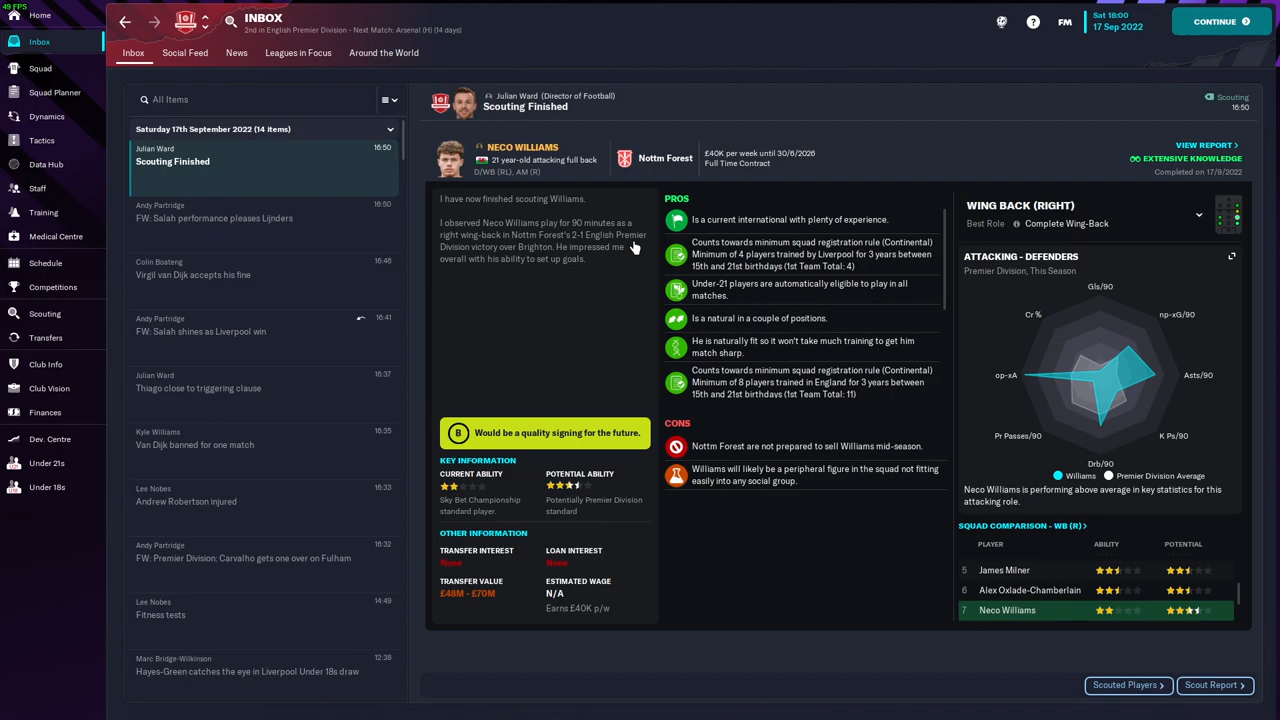 49 FPS
Home
Inbox
Squad
Squad Planner
Dynamics
Tactics
Data Hub
Staff
Training
Medical Centre
Schedule
Competitions
Scouting
Transfers
Club Info
Club Vision
Finances
Dev. Centre
Under 21s
Under 18s
INBOX
2nd in English Premier Division - Next Match: Arsenal (H) (14 days)
FM
Sat 18:00
17 Sep 2022
CONTINUE
Inbox
Social Feed
News
Leagues in Focus
Around the World
All Items
Saturday 17th September 2022 (14 items)
Julian Ward 16:50
Scouting Finished
Andy Partridge 16:50
FW: Salah performance pleases Lijnders
Colin Boateng 16:46
Virgil van Dijk accepts his fine
Andy Partridge 16:41
FW: Salah shines as Liverpool win
Julian Ward 16:37
Thiago close to triggering clause
Kyle Williams 16:35
Van Dijk banned for one match
Lee Nobes 16:33
Andrew Robertson injured
Andy Partridge 16:32
FW: Premier Division: Carvalho gets one over on Fulham
Lee Nobes 14:49
Fitness tests
Marc Bridge-Wilkinson 12:38
Hayes-Green catches the eye in Liverpool Under 18s draw
Julian Ward (Director of Football)
Scouting Finished
Scouting
16:50
NECO WILLIAMS
21 year-old attacking full back
D/WB (RL), AM (R)
Nottm Forest
£40K per week until 30/6/2026
Full Time Contract
VIEW REPORT >
EXTENSIVE KNOWLEDGE
Completed on 17/9/2022
I have now finished scouting Williams.
I observed Neco Williams play for 90 minutes as a
right wing-back in Nottm Forest's 2-1 English Premier
Division victory over Brighton. He impressed me
overall with his ability to set up goals.
B Would be a quality signing for the future.
KEY INFORMATION
CURRENT ABILITY
Sky Bet Championship
standard player.
POTENTIAL ABILITY
Potentially Premier Division
standard
OTHER INFORMATION
TRANSFER INTEREST
None
LOAN INTEREST
None
TRANSFER VALUE
£48M - £70M
ESTIMATED WAGE
N/A
Earns £40K p/w
PROS
Is a current international with plenty of experience.
Counts towards minimum squad registration rule (Continental)
Minimum of 4 players trained by Liverpool for 3 years between
15th and 21st birthdays (1st Team Total: 4)
Under-21 players are automatically eligible to play in all
matches.
Is a natural in a couple of positions.
He is naturally fit so it won't take much training to get him
match sharp.
Counts towards minimum squad registration rule (Continental)
Minimum of 8 players trained in England for 3 years between
15th and 21st birthdays (1st Team Total: 11)
CONS
Nottm Forest are not prepared to sell Williams mid-season.
Williams will likely be a peripheral figure in the squad not fitting
easily into any social group.
WING BACK (RIGHT)
Best Role Complete Wing-Back
ATTACKING - DEFENDERS
Premier Division, This Season
Gls/90
np-xG/90
Asts/90
K Ps/90
Drb/90
Pr Passes/90
op-xA
Cr %
Williams
Premier Division Average
Neco Williams is performing above average in key statistics for this
attacking role.
SQUAD COMPARISON - WB (R) >
PLAYER ABILITY POTENTIAL
5 James Milner
6 Alex Oxlade-Chamberlain
7 Neco Williams
Scouted Players >
Scout Report >